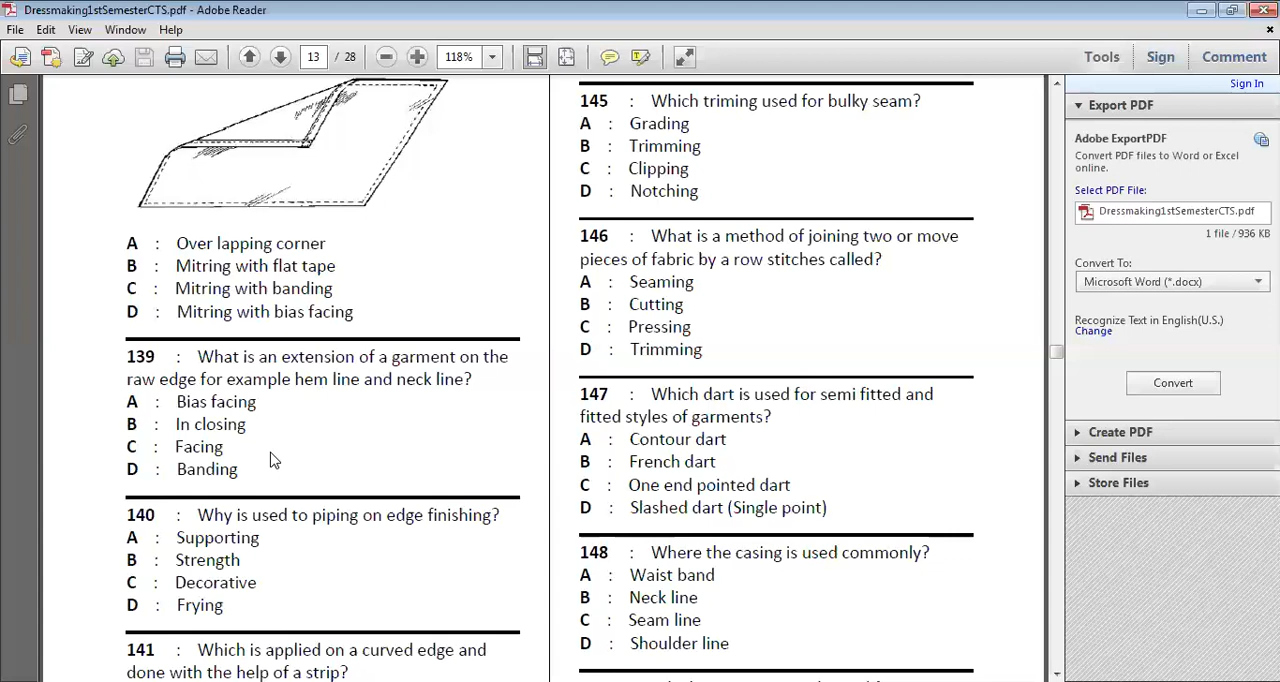 Dressmaking1stSemesterCTS.pdf - Adobe Reader
File Edit View Window Help
13 / 28 118% Tools Sign Comment
A : Over lapping corner
B : Mitring with flat tape
C : Mitring with banding
D : Mitring with bias facing
139 : What is an extension of a garment on the
raw edge for example hem line and neck line?
A : Bias facing
B : In closing
C : Facing
D : Banding
140 : Why is used to piping on edge finishing?
A : Supporting
B : Strength
C : Decorative
D : Frying
141 : Which is applied on a curved edge and
done with the help of a strip?
145 : Which triming used for bulky seam?
A : Grading
B : Trimming
C : Clipping
D : Notching
146 : What is a method of joining two or move
pieces of fabric by a row stitches called?
A : Seaming
B : Cutting
C : Pressing
D : Trimming
147 : Which dart is used for semi fitted and
fitted styles of garments?
A : Contour dart
B : French dart
C : One end pointed dart
D : Slashed dart (Single point)
148 : Where the casing is used commonly?
A : Waist band
B : Neck line
C : Seam line
D : Shoulder line
Sign In
Export PDF
Adobe ExportPDF
Convert PDF files to Word or Excel
online.
Select PDF File:
Dressmaking1stSemesterCTS.pdf
1 file / 936 KB
Convert To:
Microsoft Word (*.docx)
Recognize Text in English(U.S.)
Change
Convert
Create PDF
Send Files
Store Files